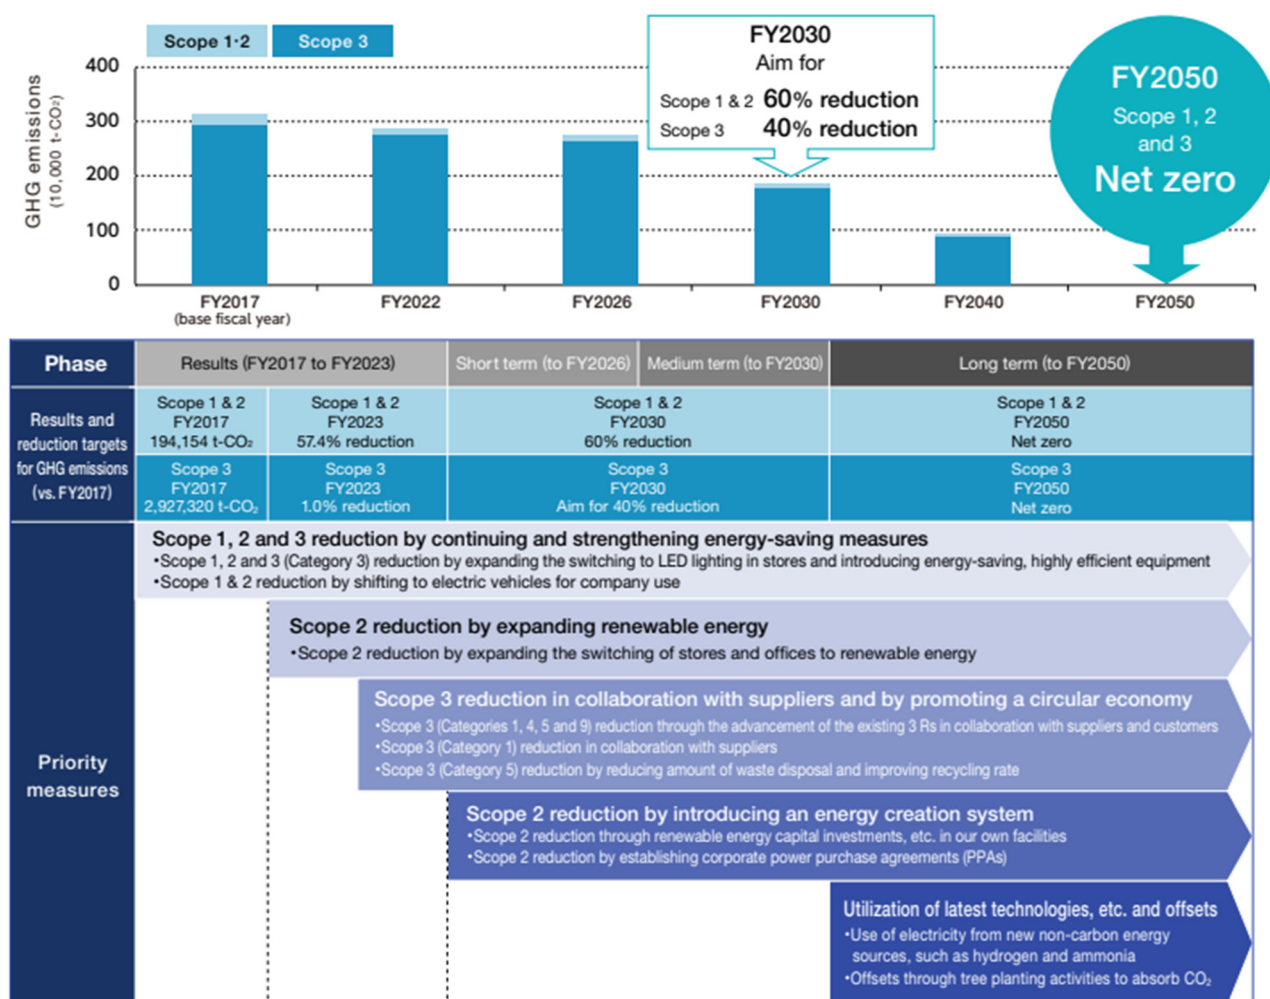 Scope 1·2
Scope 3
GHG emissions
(10,000 t-CO2)
400
300
200
100
0
FY2017
(base fiscal year)
FY2022
FY2026
FY2030
FY2040
FY2050
FY2030
Aim for
Scope 1 & 2 60% reduction
Scope 3 40% reduction
FY2050
Scope 1, 2
and 3
Net zero
Phase
Results (FY2017 to FY2023)
Short term (to FY2026)
Medium term (to FY2030)
Long term (to FY2050)
Results and
reduction targets
for GHG emissions
(vs. FY2017)
Scope 1 & 2
FY2017
194,154 t-CO2
Scope 1 & 2
FY2023
57.4% reduction
Scope 1 & 2
FY2030
60% reduction
Scope 1 & 2
FY2050
Net zero
Scope 3
FY2017
2,927,320 t-CO2
Scope 3
FY2023
1.0% reduction
Scope 3
FY2030
Aim for 40% reduction
Scope 3
FY2050
Net zero
Priority
measures
Scope 1, 2 and 3 reduction by continuing and strengthening energy-saving measures
•Scope 1, 2 and 3 (Category 3) reduction by expanding the switching to LED lighting in stores and introducing energy-saving, highly efficient equipment
•Scope 1 & 2 reduction by shifting to electric vehicles for company use
Scope 2 reduction by expanding renewable energy
•Scope 2 reduction by expanding the switching of stores and offices to renewable energy
Scope 3 reduction in collaboration with suppliers and by promoting a circular economy
•Scope 3 (Categories 1, 4, 5 and 9) reduction through the advancement of the existing 3 Rs in collaboration with suppliers and customers
•Scope 3 (Category 1) reduction in collaboration with suppliers
•Scope 3 (Category 5) reduction by reducing amount of waste disposal and improving recycling rate
Scope 2 reduction by introducing an energy creation system
•Scope 2 reduction through renewable energy capital investments, etc. in our own facilities
•Scope 2 reduction by establishing corporate power purchase agreements (PPAs)
Utilization of latest technologies, etc. and offsets
•Use of electricity from new non-carbon energy
sources, such as hydrogen and ammonia
•Offsets through tree planting activities to absorb CO2